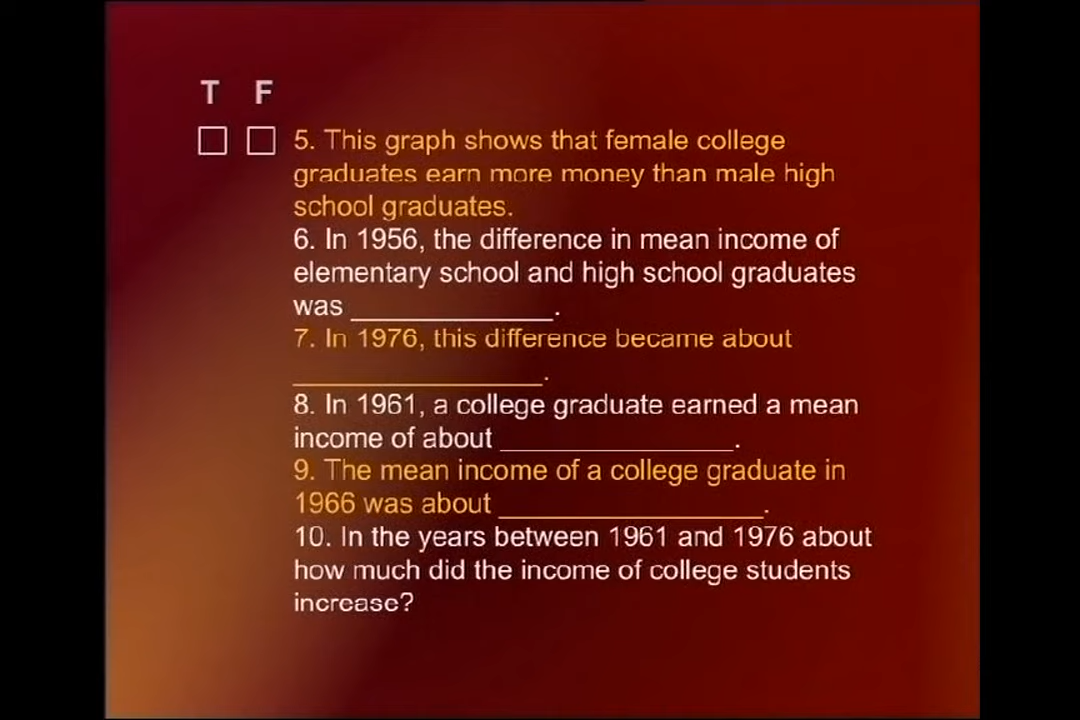 T F
5. This graph shows that female college
graduates earn more money than male high
school graduates.
6. In 1956, the difference in mean income of
elementary school and high school graduates
was ______________.
7. In 1976, this difference became about
_________________.
8. In 1961, a college graduate earned a mean
income of about ________________.
9. The mean income of a college graduate in
1966 was about __________________.
10. In the years between 1961 and 1976 about
how much did the income of college students
increase?